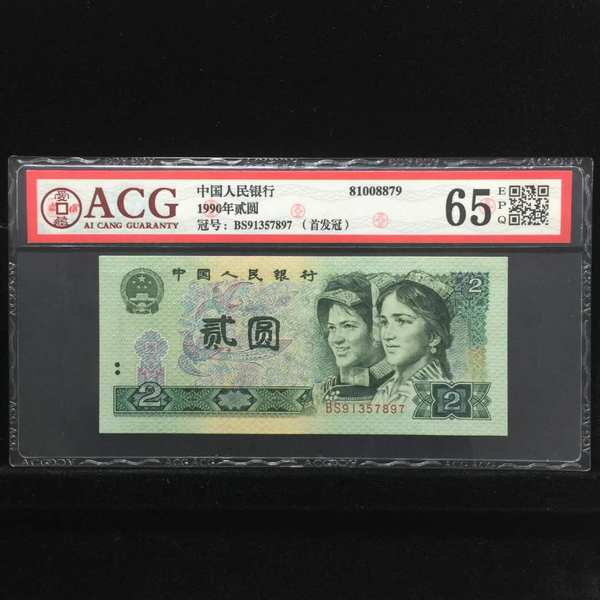 ACG
AI CANG GUARANTY
中国人民银行 81008879
1990年贰圆
冠号：BS91357897 （首发冠）
65 EPQ
中国人民银行
2
贰圆
BS91357897
2
2